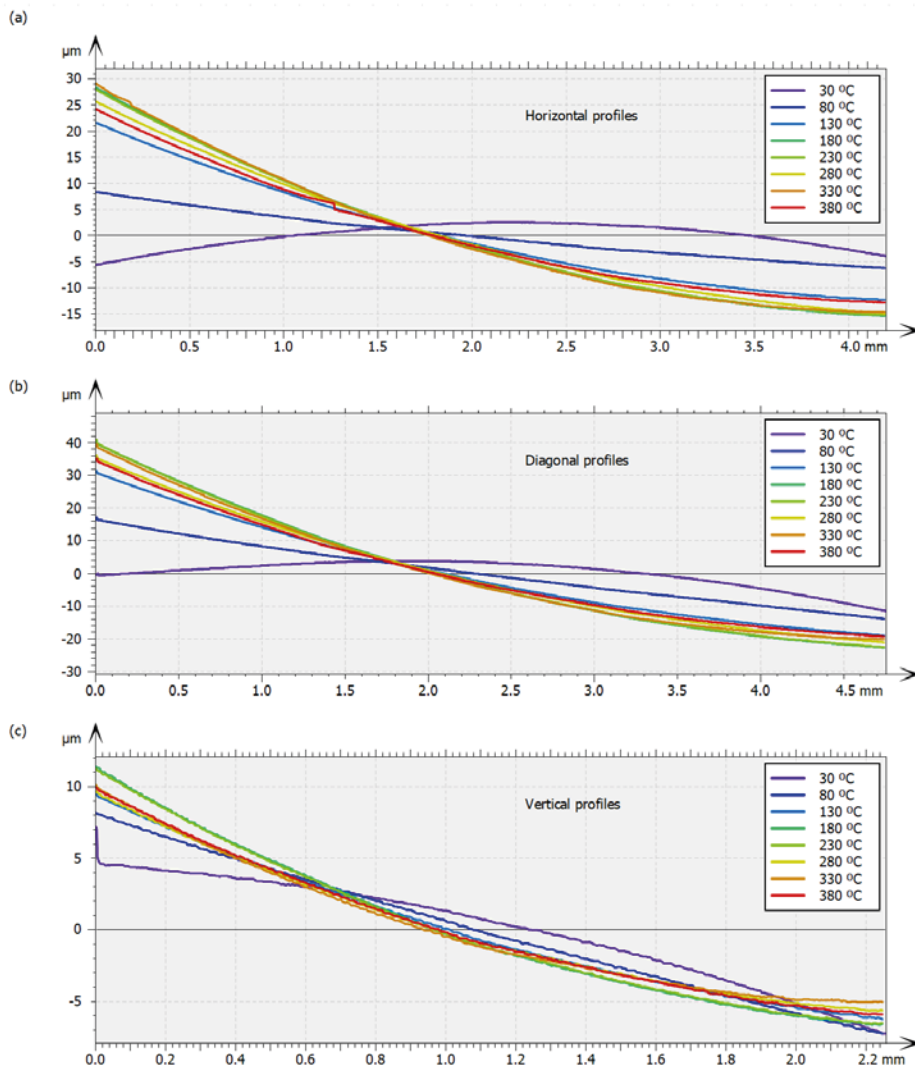 (a)
µm
30
25
20
15
10
5
0
-5
-10
-15
0.0 0.5 1.0 1.5 2.0 2.5 3.0 3.5 4.0 mm
Horizontal profiles
30 ºC
80 ºC
130 ºC
180 ºC
230 ºC
280 ºC
330 ºC
380 ºC
(b)
µm
40
30
20
10
0
-10
-20
-30
0.0 0.5 1.0 1.5 2.0 2.5 3.0 3.5 4.0 4.5 mm
Diagonal profiles
30 ºC
80 ºC
130 ºC
180 ºC
230 ºC
280 ºC
330 ºC
380 ºC
(c)
µm
10
5
0
-5
0.0 0.2 0.4 0.6 0.8 1.0 1.2 1.4 1.6 1.8 2.0 2.2 mm
Vertical profiles
30 ºC
80 ºC
130 ºC
180 ºC
230 ºC
280 ºC
330 ºC
380 ºC